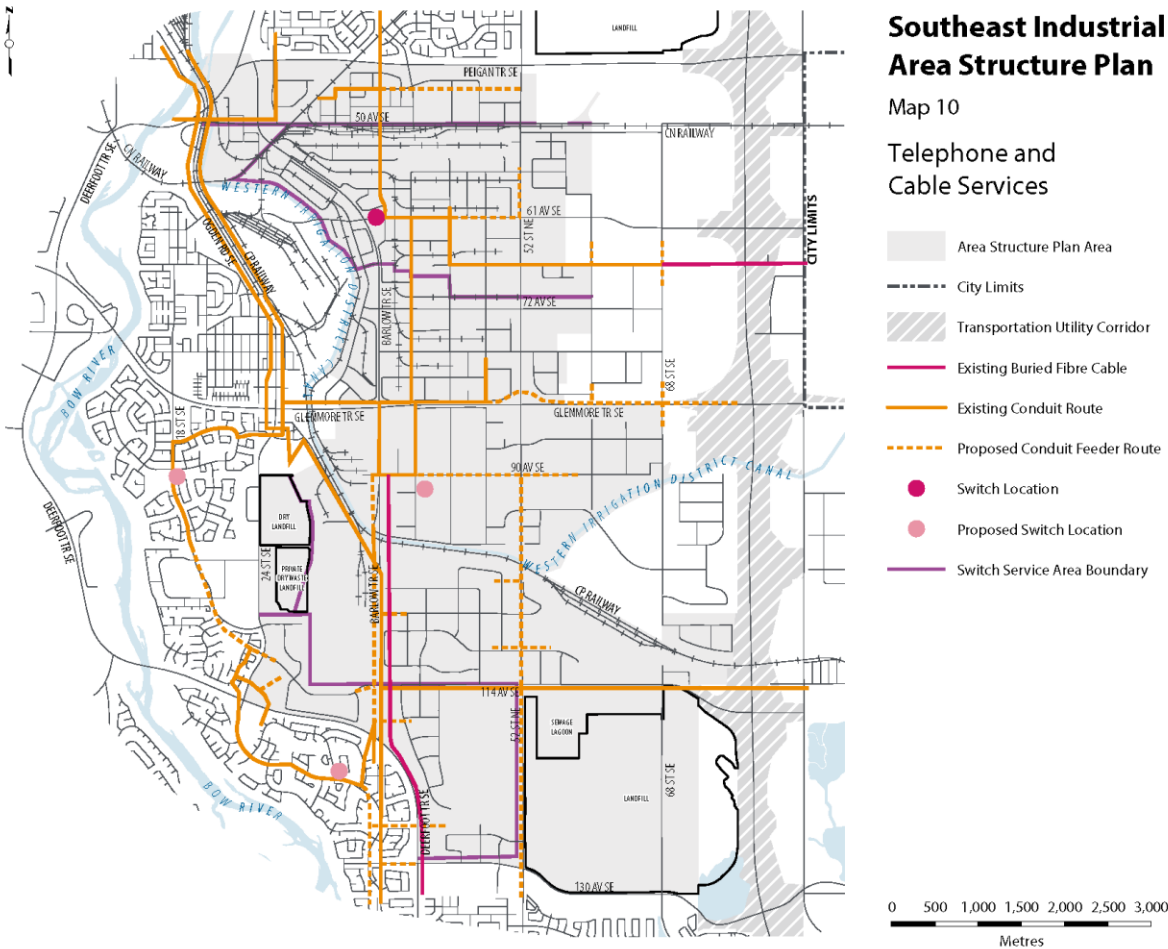 Southeast Industrial
Area Structure Plan
Map 10
Telephone and
Cable Services
Area Structure Plan Area
City Limits
Transportation Utility Corridor
Existing Buried Fibre Cable
Existing Conduit Route
Proposed Conduit Feeder Route
Switch Location
Proposed Switch Location
Switch Service Area Boundary
0 500 1,000 1,500 2,000 2,500 3,000
Metres
N
LANDFILL
PEIGAN TR SE
50 AV SE
CN RAILWAY
CN RAILWAY
DEERFOOT TR SE
WESTERN IRRIGATION DISTRICT CANAL
61 AV SE
52 ST NE
CITY LIMITS
OGDEN RD SE
CP RAILWAY
BARLOW TR SE
72 AV SE
68 ST SE
BOW RIVER
18 ST SE
GLENMORE TR SE
GLENMORE TR SE
90 AV SE
WESTERN IRRIGATION DISTRICT CANAL
DRY
LANDFILL
DEERFOOT TR SE
24 ST SE
PRIVATE
DRY WASTE
LANDFILL
BARLOW TR SE
CP RAILWAY
114 AV SE
52 ST NE
SEWAGE
LAGOON
68 ST SE
LANDFILL
BOW RIVER
DEERFOOT TR SE
130 AV SE